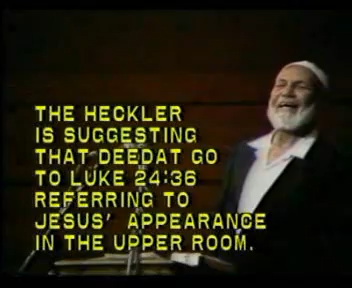 THE HECKLER
IS SUGGESTING
THAT DEEDAT GO
TO LUKE 24:36
REFERRING TO
JESUS' APPEARANCE
IN THE UPPER ROOM.